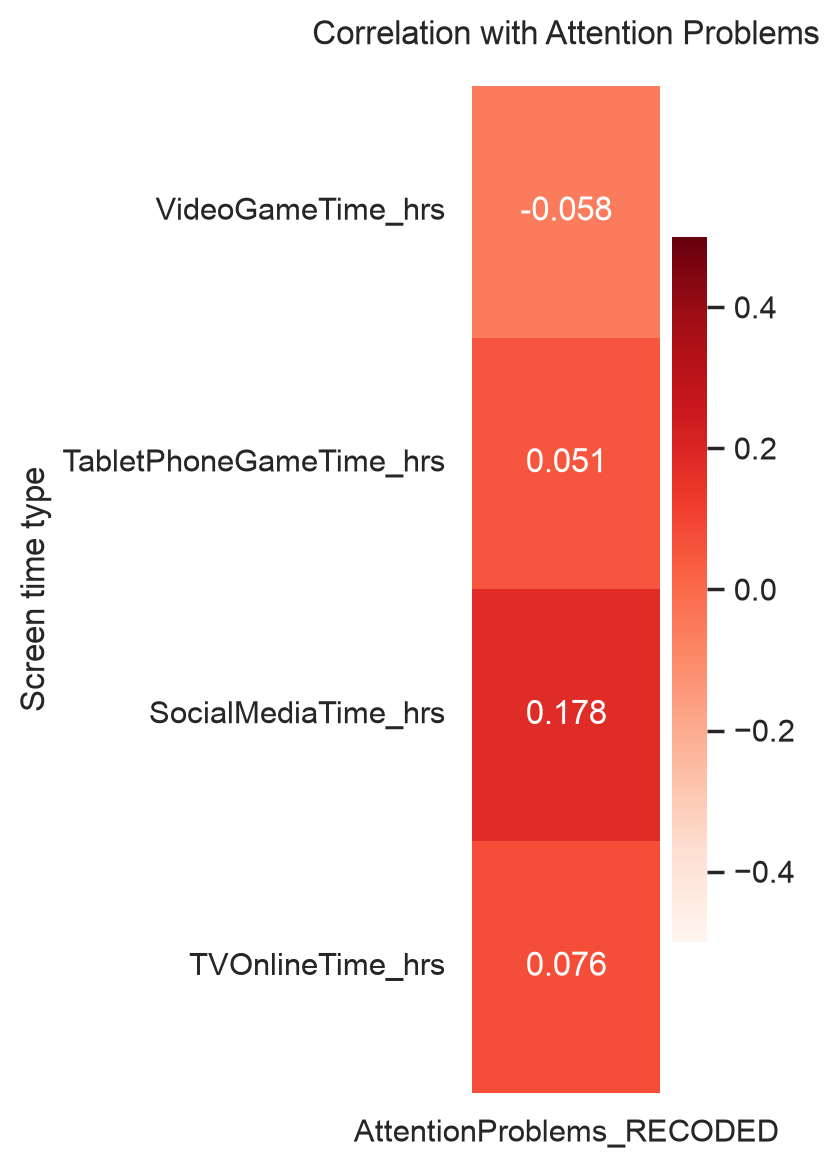 Correlation with Attention Problems
VideoGameTime_hrs
-0.058
TabletPhoneGameTime_hrs
0.051
SocialMediaTime_hrs
0.178
TVOnlineTime_hrs
0.076
Screen time type
AttentionProblems_RECODED
0.4
0.2
0.0
−0.2
−0.4